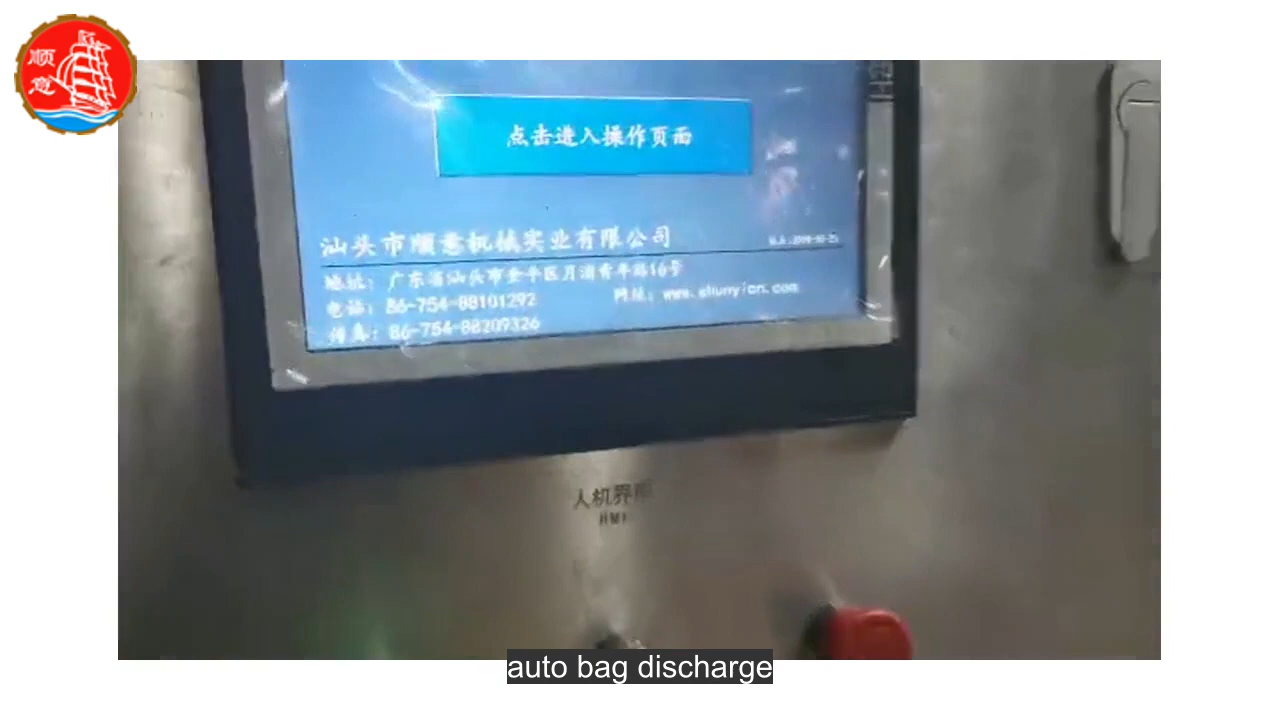 顺意
点击进入操作页面
汕头市顺意机械实业有限公司
地址：广东省汕头市金平区月浦青年路16号
电话：86-754-88101292
网址：www.shunyicn.com
传真：86-754-88209326
人机界面
HMI
auto bag discharge